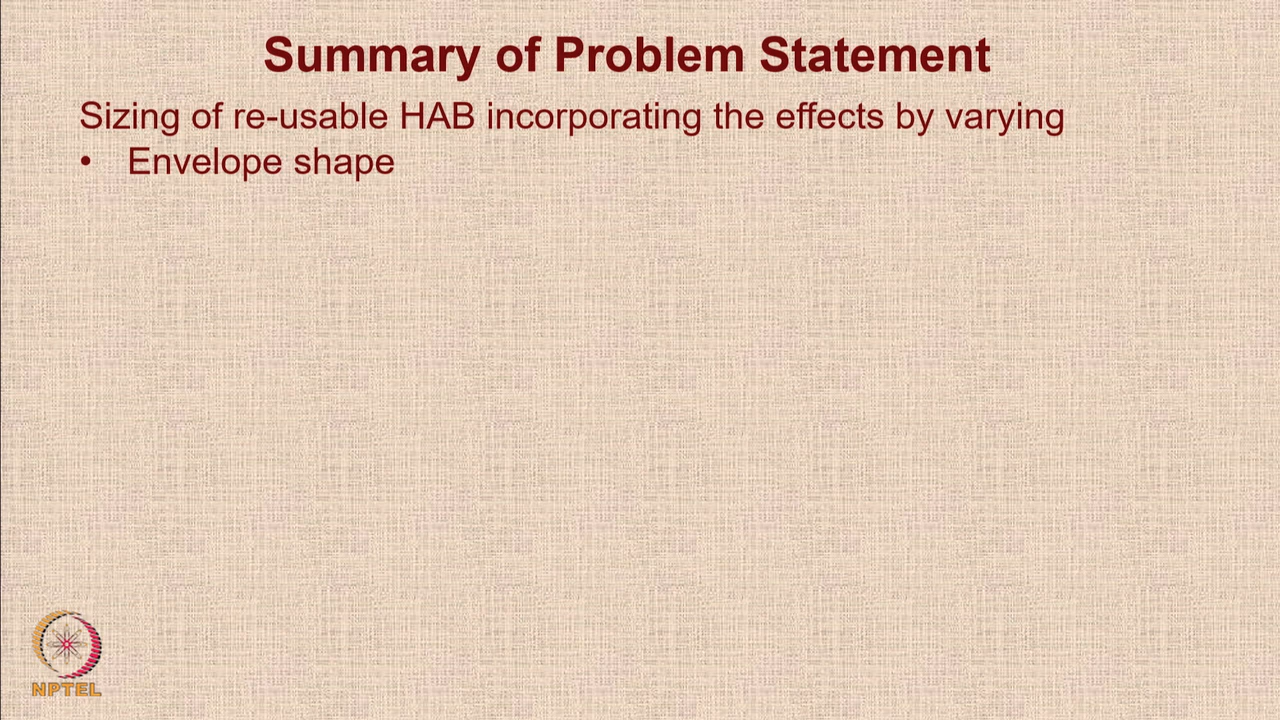 Summary of Problem Statement
Sizing of re-usable HAB incorporating the effects by varying
• Envelope shape
NPTEL